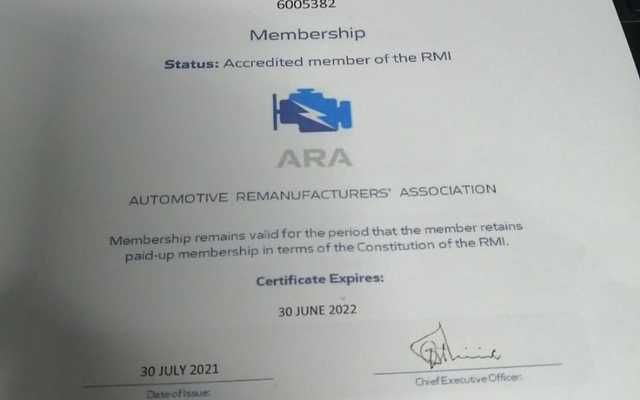 6005382
Membership
Status: Accredited member of the RMI
ARA
AUTOMOTIVE REMANUFACTURERS' ASSOCIATION
Membership remains valid for the period that the member retains
paid-up membership in terms of the Constitution of the RMI.
Certificate Expires:
30 JUNE 2022
30 JULY 2021
Date of Issue:
Chief Executive Officer: